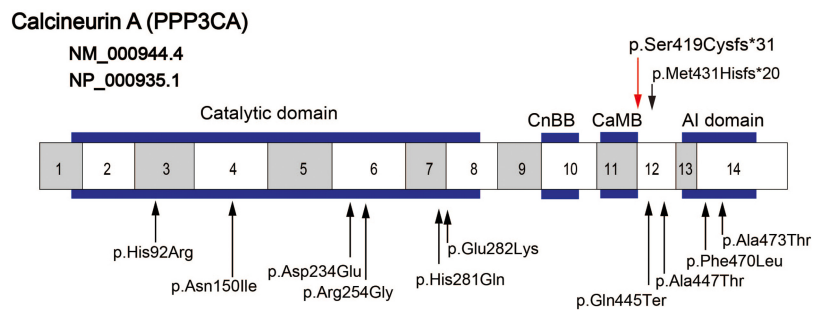 Calcineurin A (PPP3CA)
NM_000944.4
NP_000935.1
p.Ser419Cysfs*31
p.Met431Hisfs*20
Catalytic domain
CnBB
CaMB
AI domain
1 2 3 4 5 6 7 8 9 10 11 12 13 14
p.His92Arg
p.Asn150Ile
p.Asp234Glu
p.Arg254Gly
p.Glu282Lys
p.His281Gln
p.Gln445Ter
p.Ala447Thr
p.Phe470Leu
p.Ala473Thr